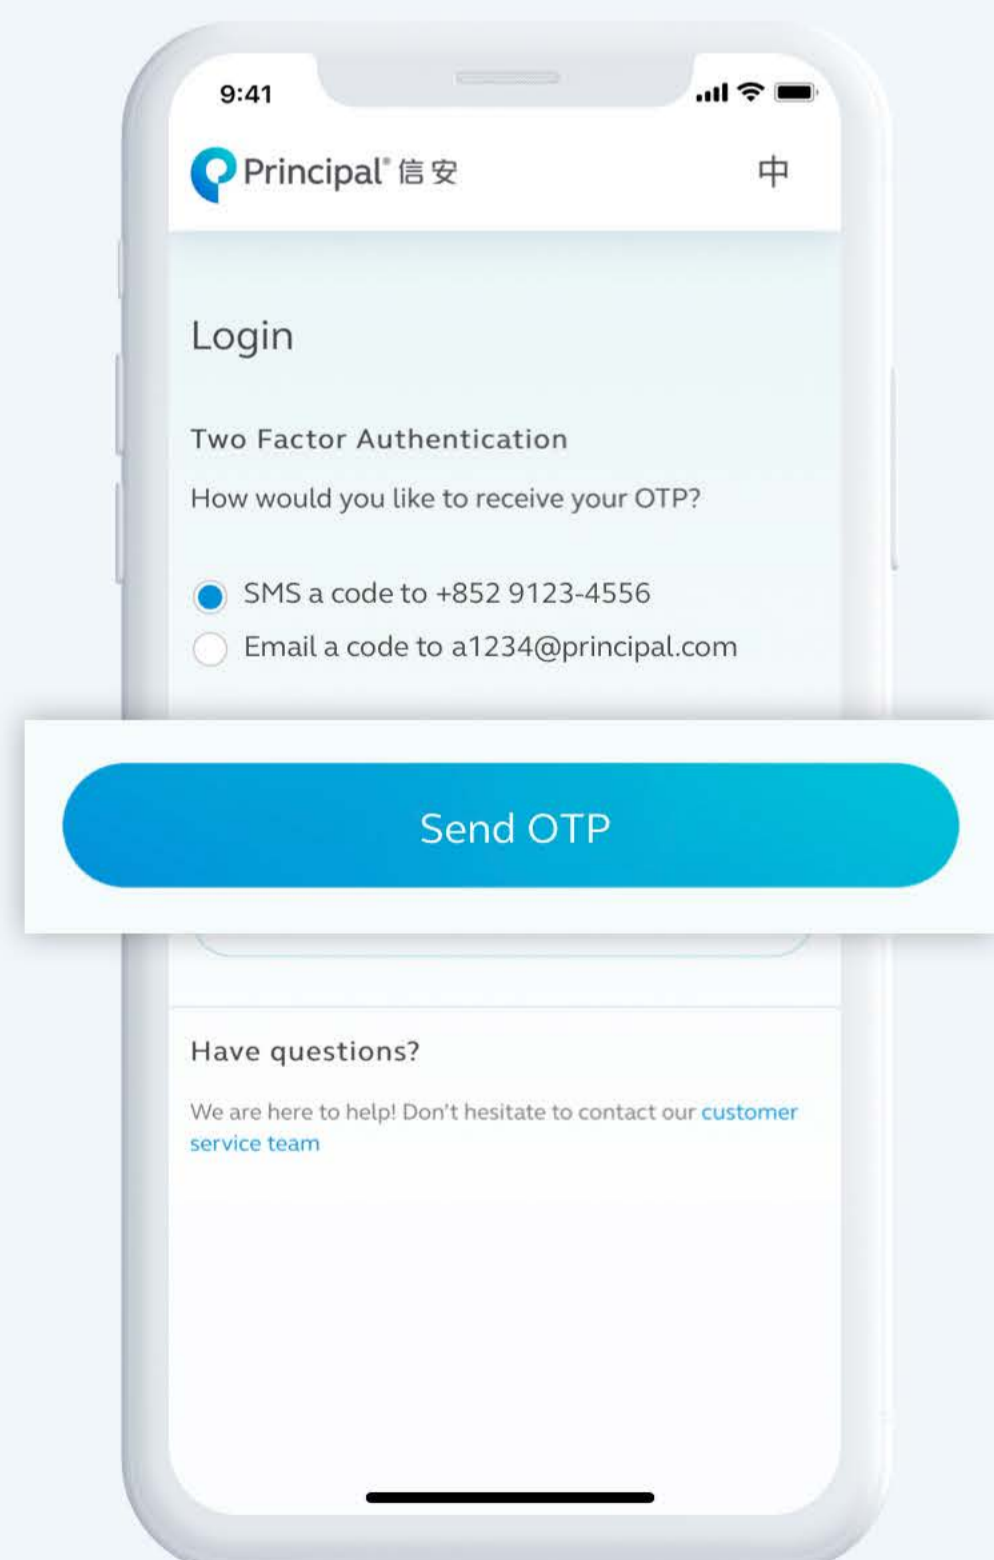 9:41
Principal® 信安
中
Login
Two Factor Authentication
How would you like to receive your OTP?
SMS a code to +852 9123-4556
Email a code to a1234@principal.com
Send OTP
Have questions?
We are here to help! Don't hesitate to contact our customer
service team